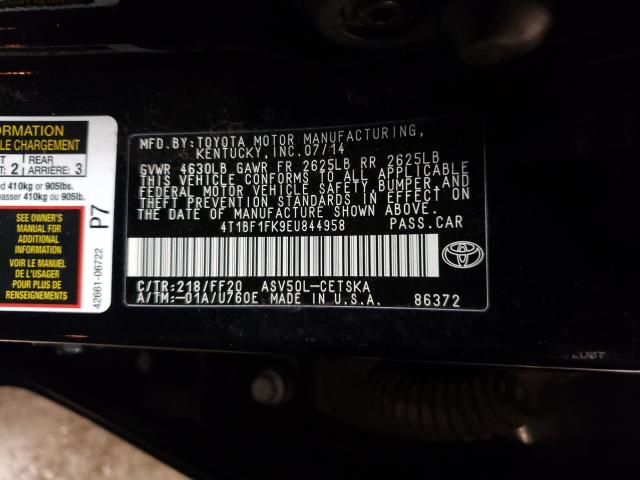 ORMATION
LE CHARGEMENT
T 2 REAR ARRIÈRE: 3
d 410kg or 905lbs.
passer 410 kg ou 905lb.
SEE OWNER'S
MANUAL FOR
ADDITIONAL
INFORMATION
VOIR LE MANUEL
DE L'USAGER
POUR PLUS DE
RENSEIGNEMENTS
P7
42661-06722
MFD.BY:TOYOTA MOTOR MANUFACTURING,
KENTUCKY,INC.07/14
GVWR 4630LB GAWR FR 2625LB RR 2625LB
THIS VEHICLE CONFORMS TO ALL APPLICABLE
FEDERAL MOTOR VEHICLE SAFETY,BUMPER,AND
THEFT PREVENTION STANDARDS IN EFFECT ON
THE DATE OF MANUFACTURE SHOWN ABOVE.
4T1BF1FK9EU844958 PASS.CAR
C/TR:218/FF20 ASV50L-CETSKA
A/TM:-01A/U760E MADE IN U.S.A. 86372